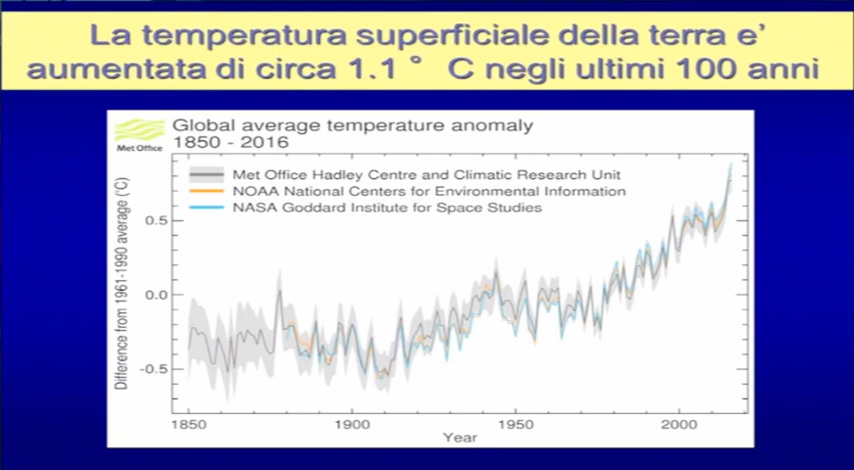 La temperatura superficiale della terra e'
aumentata di circa 1.1 ° C negli ultimi 100 anni
Met Office
Global average temperature anomaly
1850 - 2016
Met Office Hadley Centre and Climatic Research Unit
NOAA National Centers for Environmental Information
NASA Goddard Institute for Space Studies
Difference from 1961-1990 average (°C)
0.5
0.0
-0.5
1850 1900 1950 2000
Year